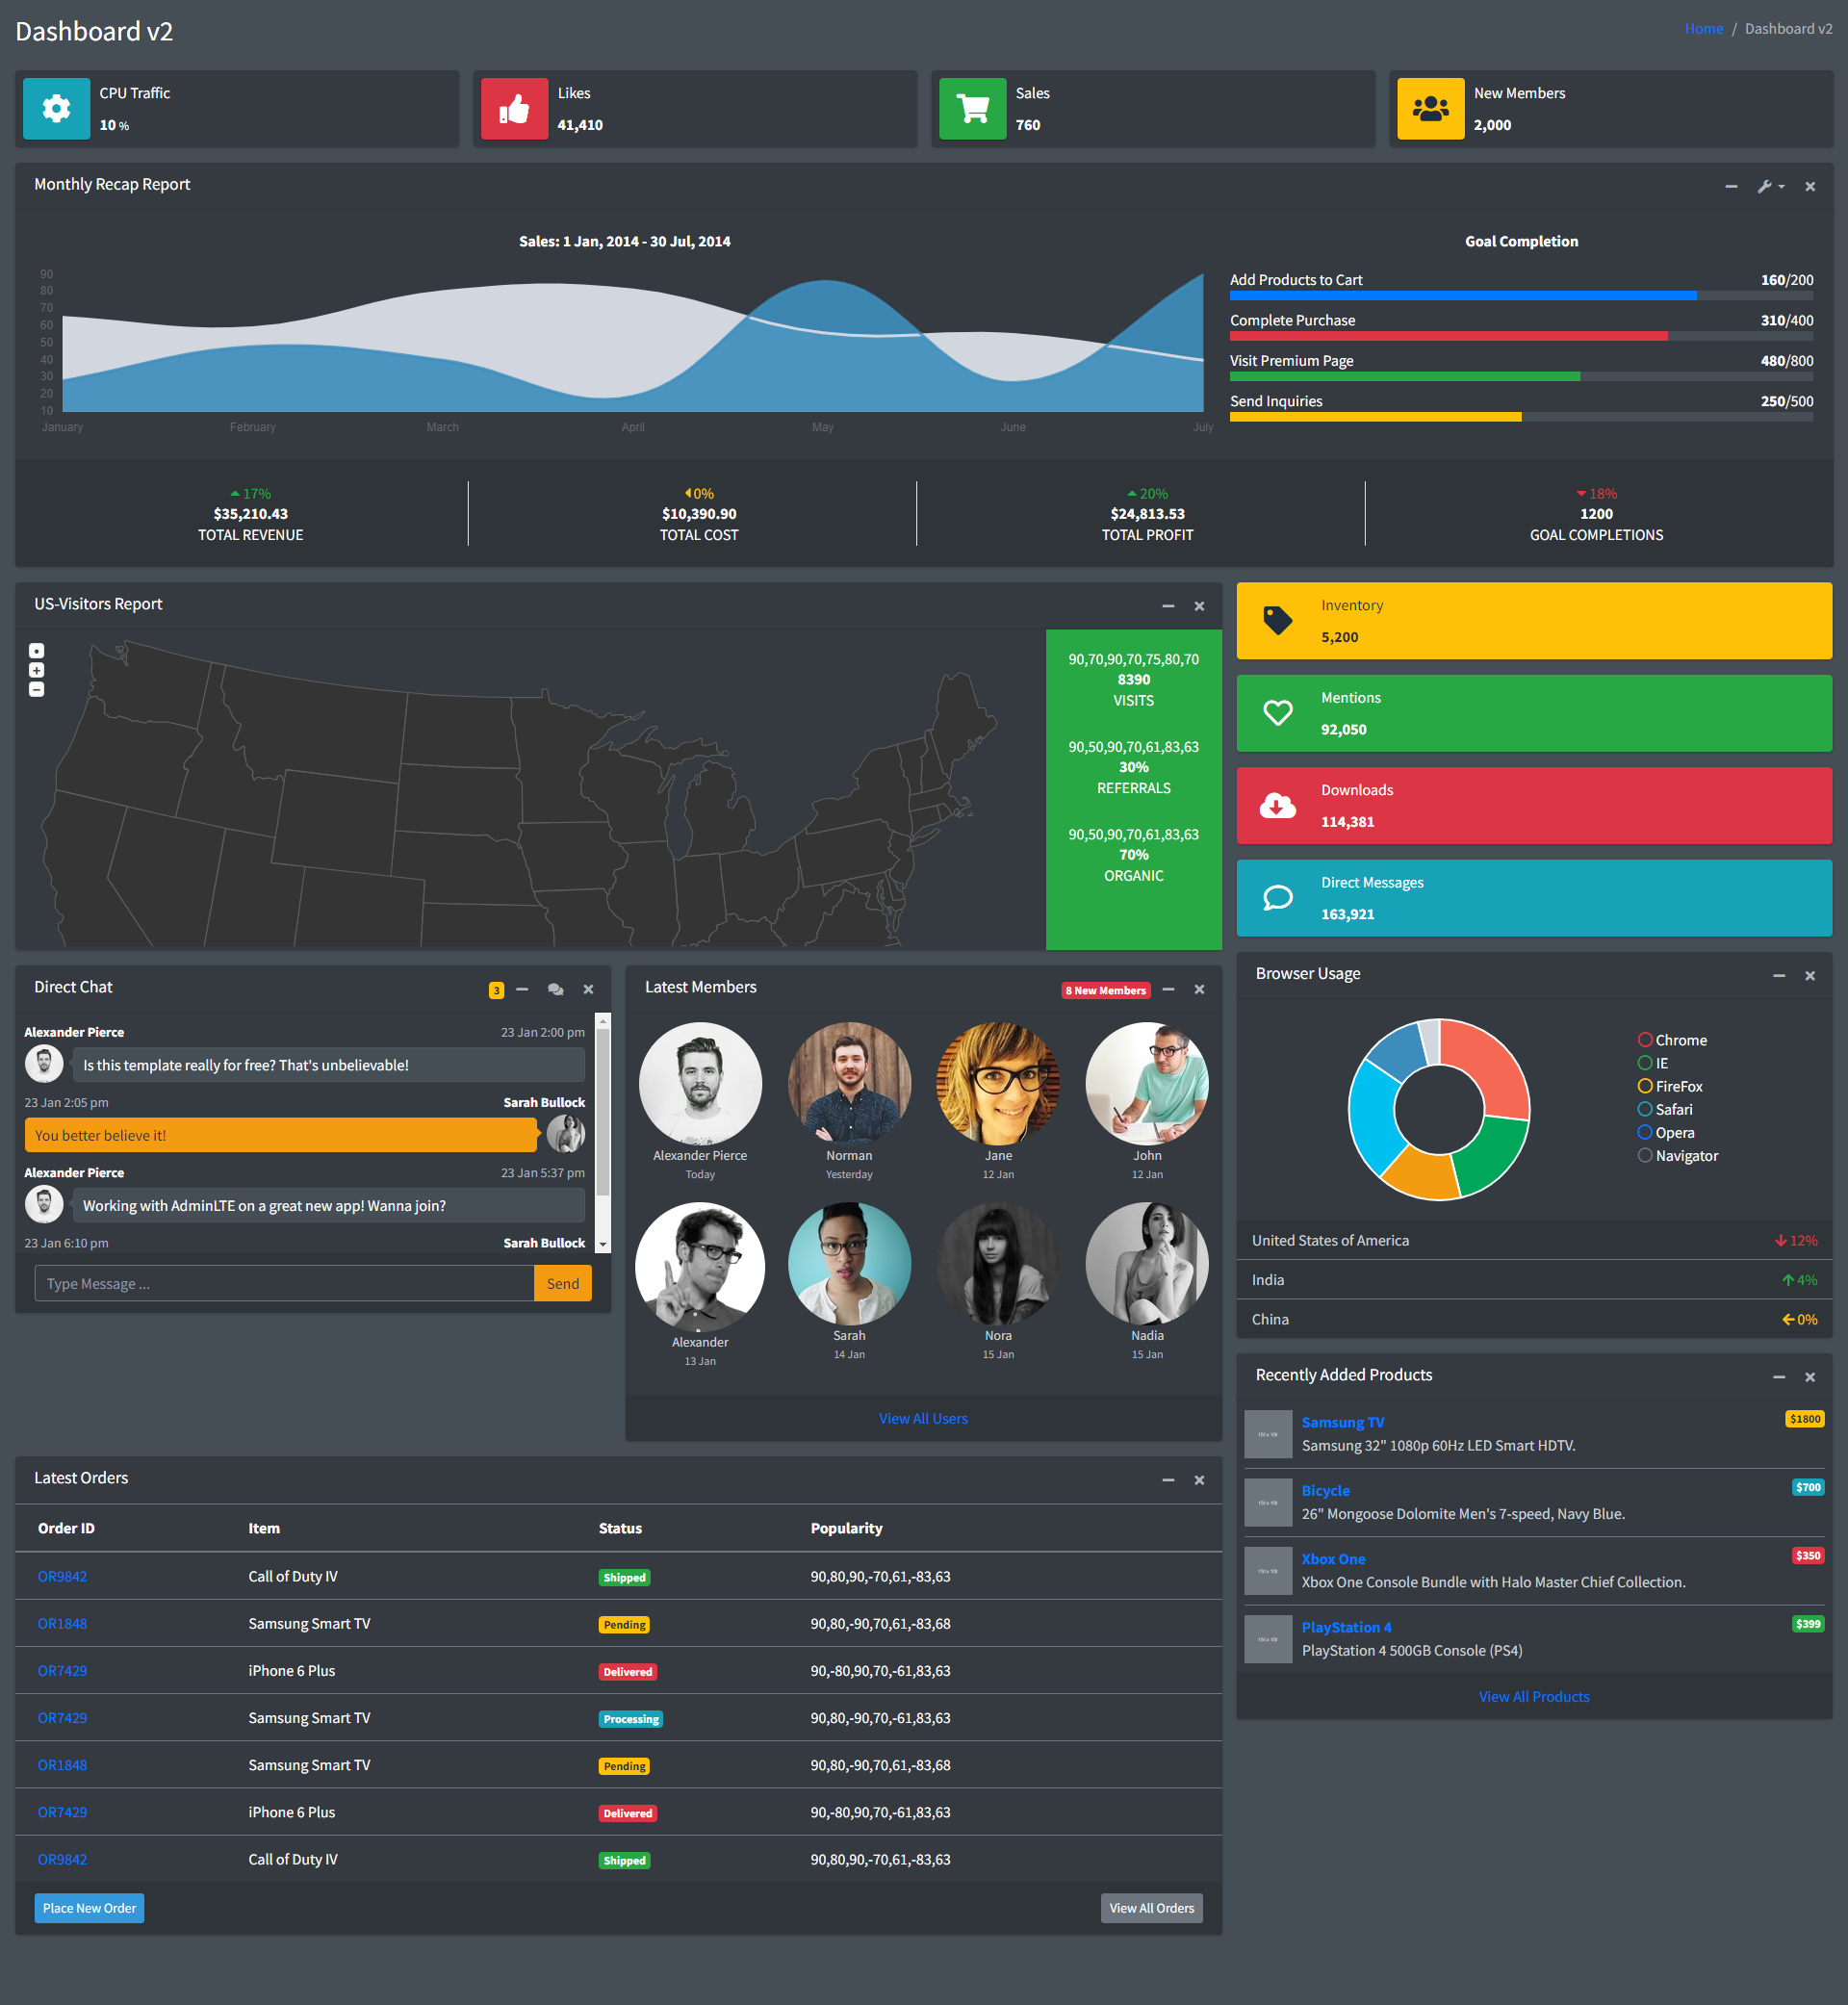 Dashboard v2
Home / Dashboard v2
CPU Traffic
10 %
Likes
41,410
Sales
760
New Members
2,000
Monthly Recap Report
Sales: 1 Jan, 2014 - 30 Jul, 2014
90
80
70
60
50
40
30
20
10
January February March April May June July
Goal Completion
Add Products to Cart 160/200
Complete Purchase 310/400
Visit Premium Page 480/800
Send Inquiries 250/500
17%
$35,210.43
TOTAL REVENUE
0%
$10,390.90
TOTAL COST
20%
$24,813.53
TOTAL PROFIT
18%
1200
GOAL COMPLETIONS
US-Visitors Report
90,70,90,70,75,80,70
8390
VISITS
90,50,90,70,61,83,63
30%
REFERRALS
90,50,90,70,61,83,63
70%
ORGANIC
Inventory
5,200
Mentions
92,050
Downloads
114,381
Direct Messages
163,921
Direct Chat
3
Alexander Pierce 23 Jan 2:00 pm
Is this template really for free? That's unbelievable!
23 Jan 2:05 pm Sarah Bullock
You better believe it!
Alexander Pierce 23 Jan 5:37 pm
Working with AdminLTE on a great new app! Wanna join?
23 Jan 6:10 pm Sarah Bullock
Type Message ...
Send
Latest Members
8 New Members
Alexander Pierce
Today
Norman
Yesterday
Jane
12 Jan
John
12 Jan
Alexander
13 Jan
Sarah
14 Jan
Nora
15 Jan
Nadia
15 Jan
View All Users
Browser Usage
Chrome
IE
FireFox
Safari
Opera
Navigator
United States of America 12%
India 4%
China 0%
Recently Added Products
150 x 150
Samsung TV $1800
Samsung 32" 1080p 60Hz LED Smart HDTV.
150 x 150
Bicycle $700
26" Mongoose Dolomite Men's 7-speed, Navy Blue.
150 x 150
Xbox One $350
Xbox One Console Bundle with Halo Master Chief Collection.
150 x 150
PlayStation 4 $399
PlayStation 4 500GB Console (PS4)
View All Products
Latest Orders
Order ID Item Status Popularity
OR9842 Call of Duty IV Shipped 90,80,90,-70,61,-83,63
OR1848 Samsung Smart TV Pending 90,80,-90,70,61,-83,68
OR7429 iPhone 6 Plus Delivered 90,-80,90,70,-61,83,63
OR7429 Samsung Smart TV Processing 90,80,-90,70,-61,83,63
OR1848 Samsung Smart TV Pending 90,80,-90,70,61,-83,68
OR7429 iPhone 6 Plus Delivered 90,-80,90,70,-61,83,63
OR9842 Call of Duty IV Shipped 90,80,90,-70,61,-83,63
Place New Order
View All Orders